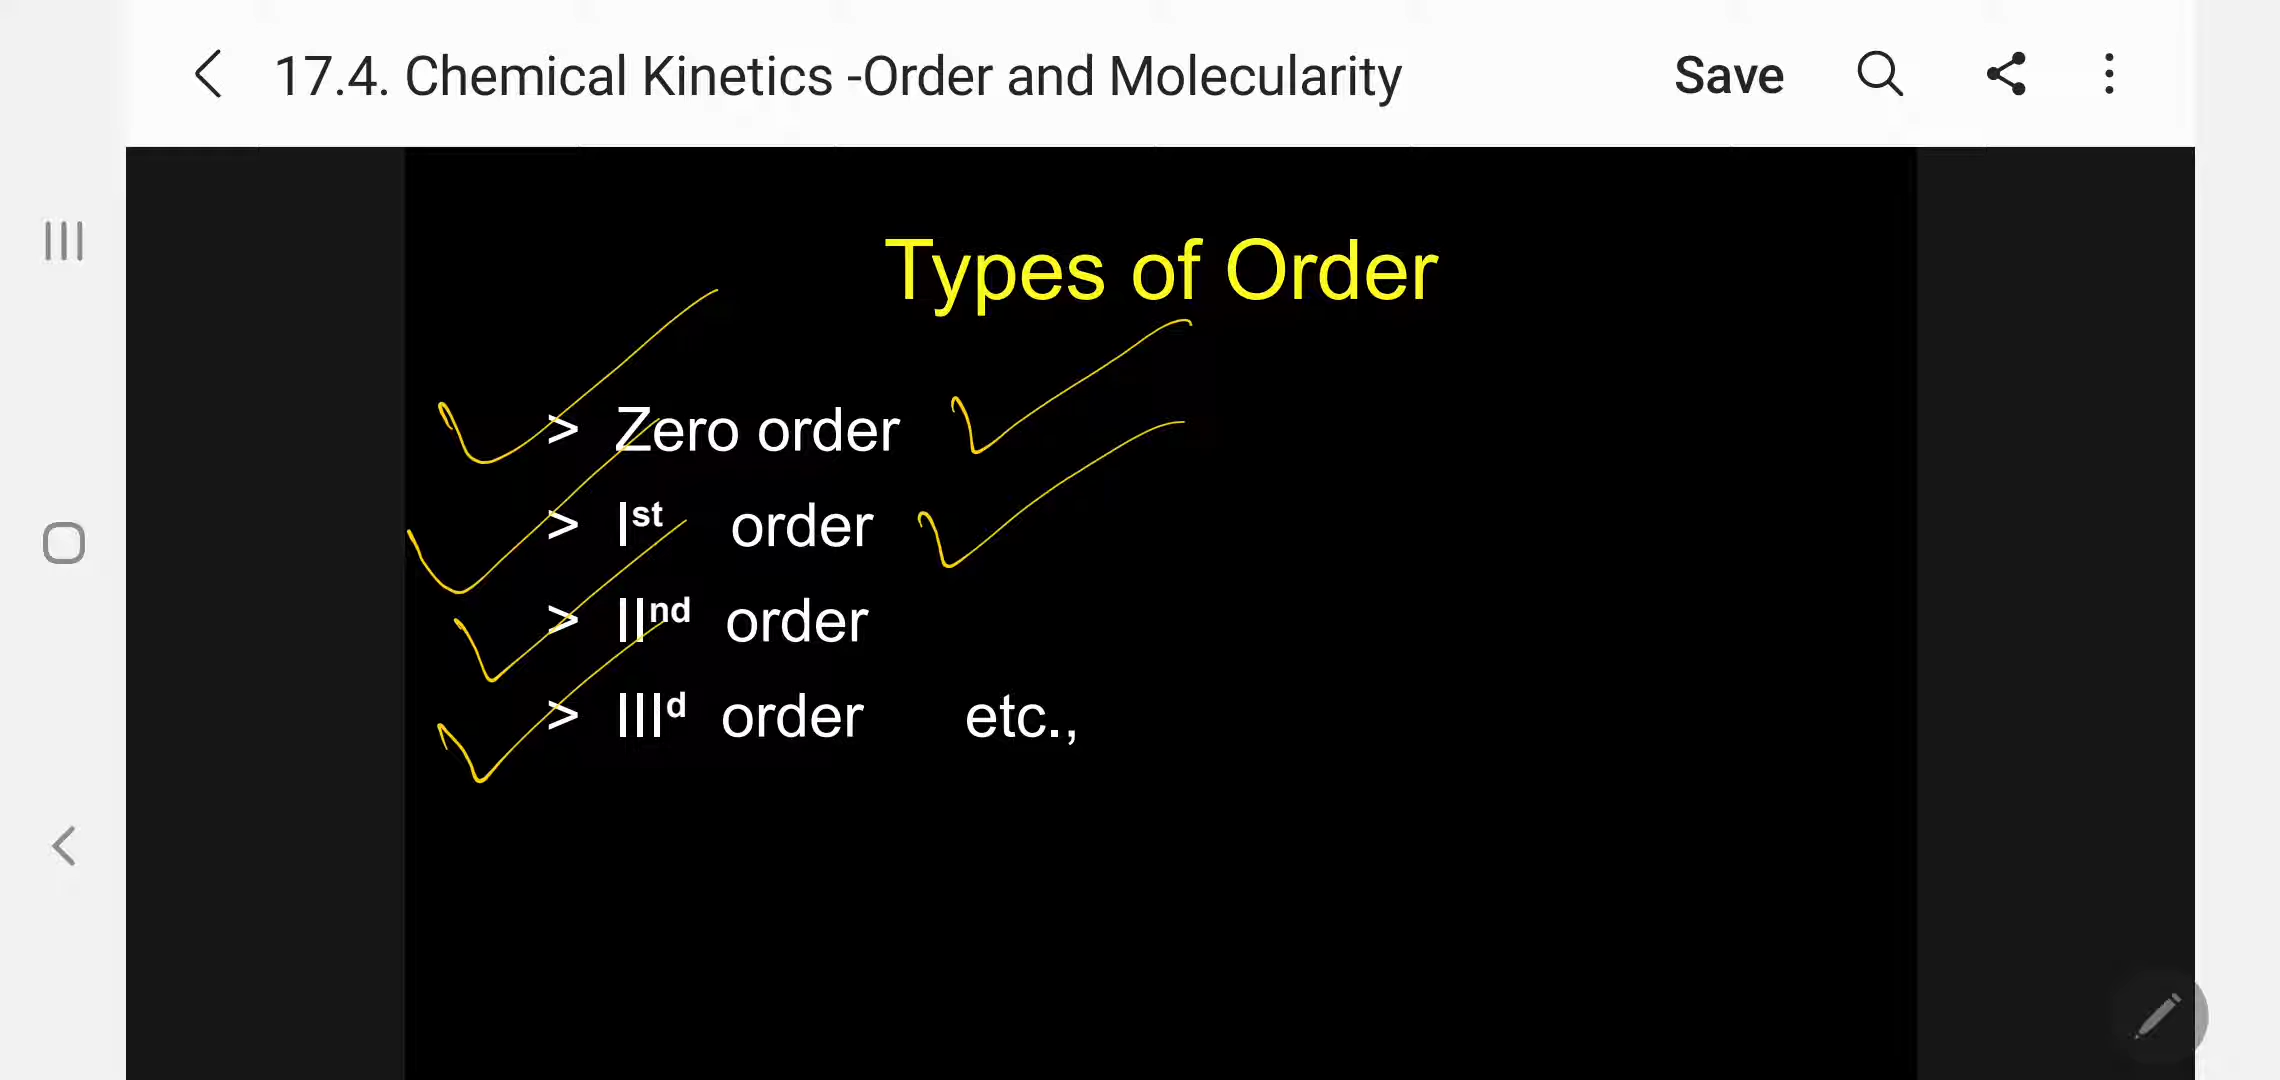 17.4. Chemical Kinetics -Order and Molecularity Save
Types of Order
> Zero order
> Ist order
> IInd order
> IIId order etc.,